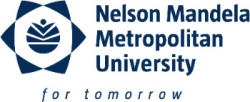 Nelson Mandela
Metropolitan
University
for tomorrow